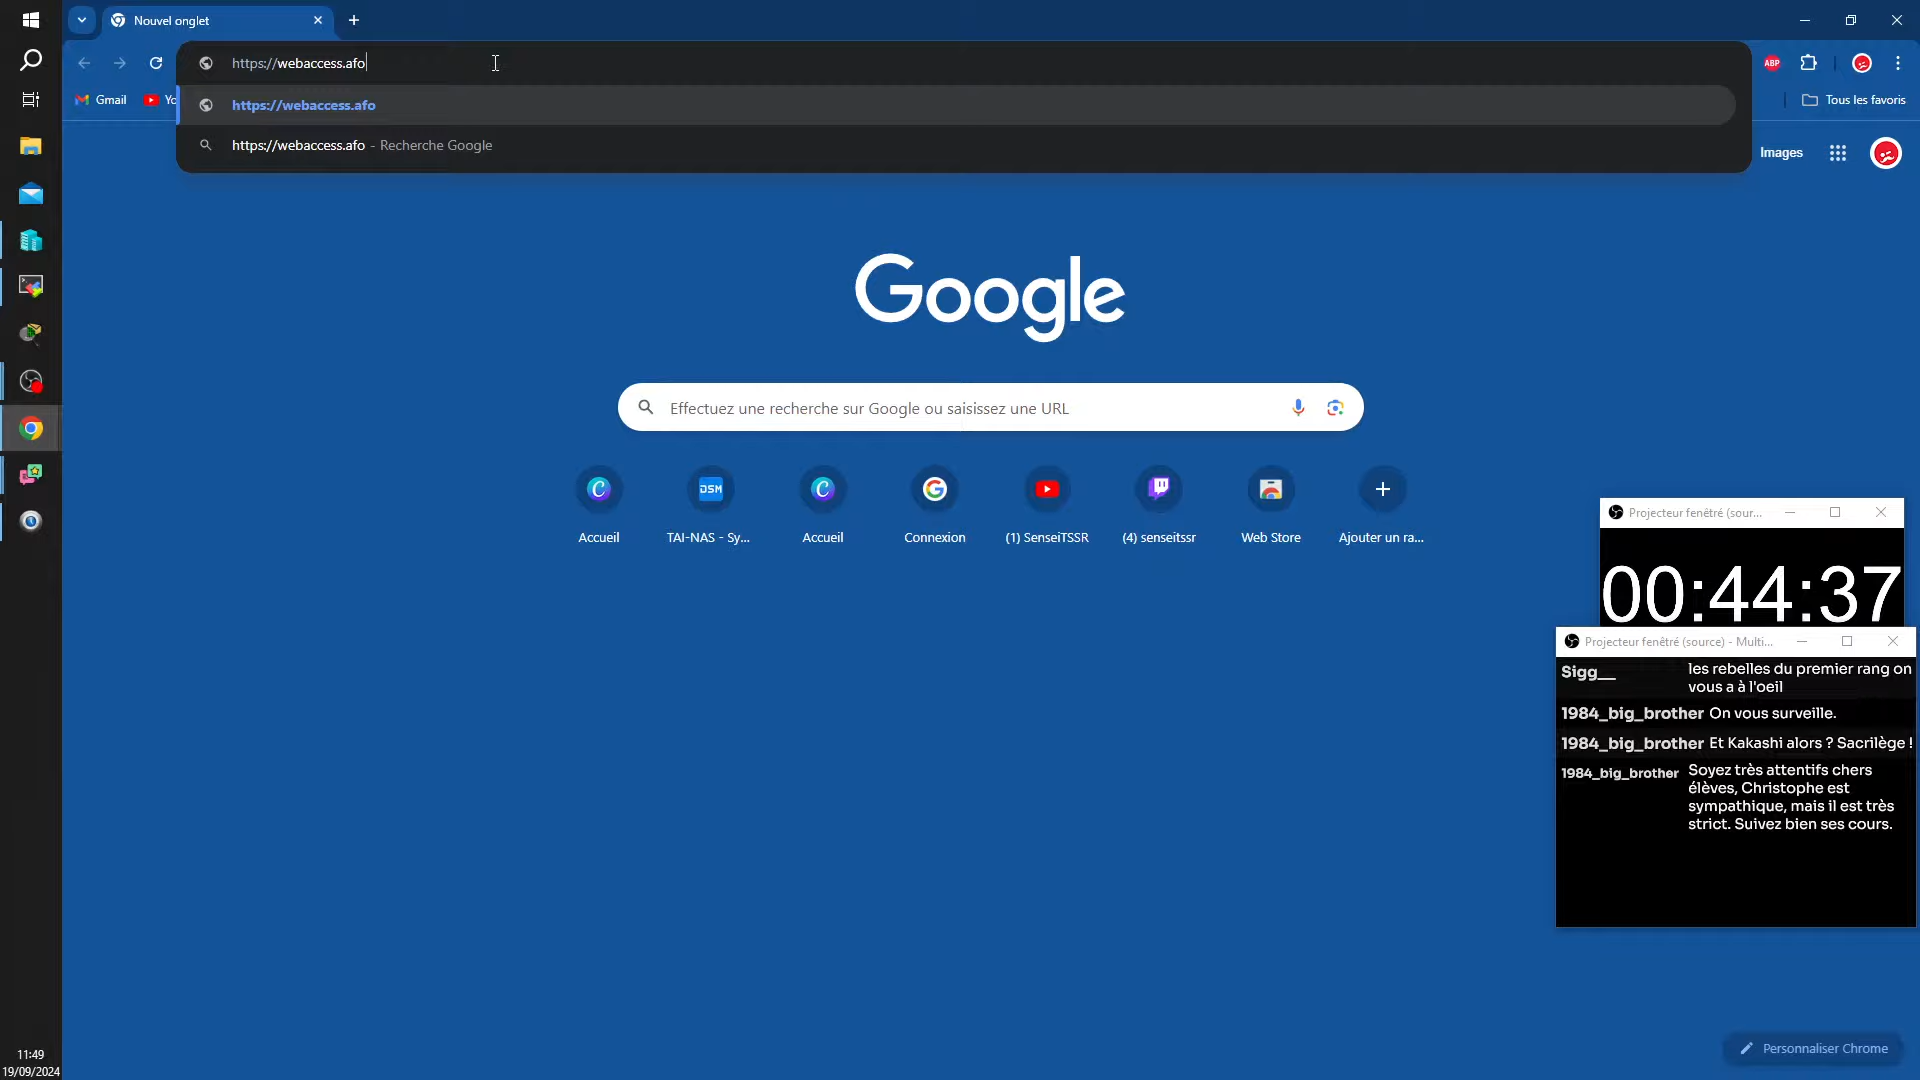 Nouvel onglet
https://webaccess.afo
ABP
Gmail
Yo
Tous les favoris
https://webaccess.afo
https://webaccess.afo - Recherche Google
Images
Google
Effectuez une recherche sur Google ou saisissez une URL
DSM
Accueil
TAI-NAS - Sy...
Accueil
Connexion
(1) SenseiTSSR
(4) senseitssr
Web Store
Ajouter un ra...
Projecteur fenêtré (sour...
00:44:37
Projecteur fenêtré (source) - Multi...
Sigg__ les rebelles du premier rang on
vous a à l'oeil
1984_big_brother On vous surveille.
1984_big_brother Et Kakashi alors ? Sacrilège !
1984_big_brother Soyez très attentifs chers
élèves, Christophe est
sympathique, mais il est très
strict. Suivez bien ses cours.
Personnaliser Chrome
11:49
19/09/2024